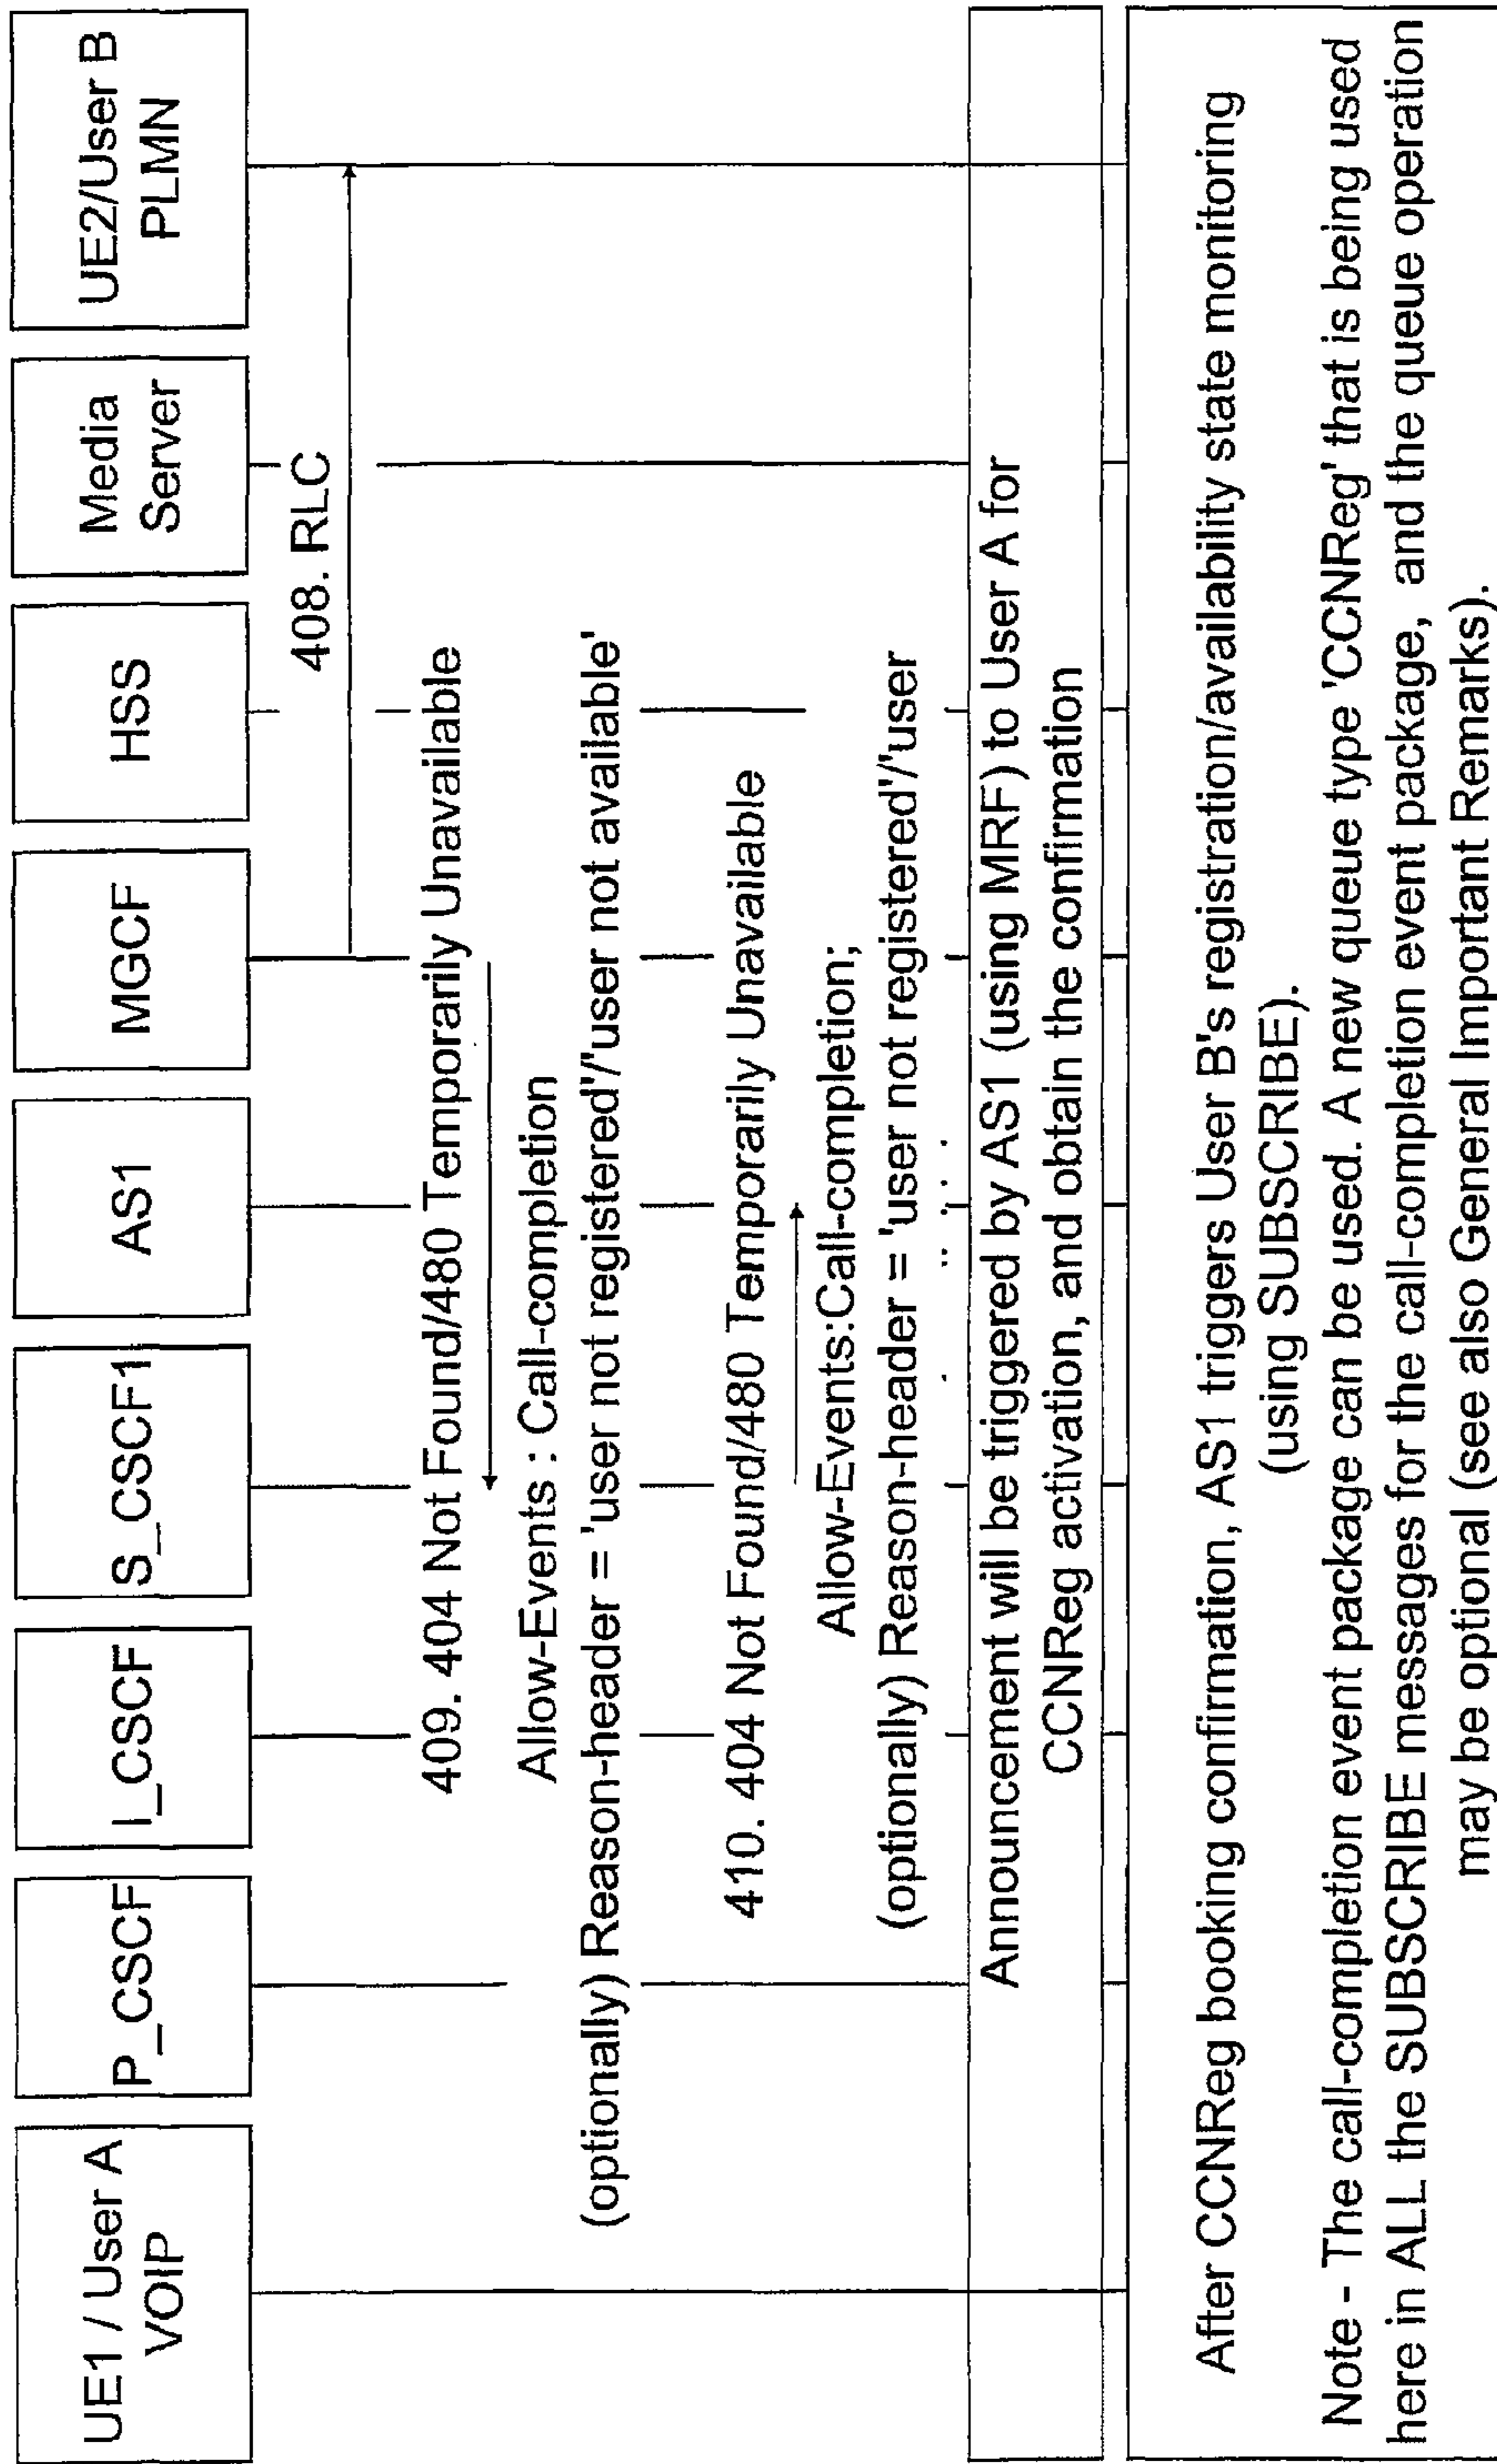 UE1 / User A
VOIP
P_CSCF
I_CSCF
S_CSCF1
AS1
MGCF
HSS
Media
Server
UE2/User B
PLMN
408. RLC
409. 404 Not Found/480 Temporarily Unavailable
Allow-Events : Call-completion
(optionally) Reason-header = 'user not registered'/'user not available'
410. 404 Not Found/480 Temporarily Unavailable
Allow-Events:Call-completion;
(optionally) Reason-header = 'user not registered'/'user
Announcement will be triggered by AS1 (using MRF) to User A for
CCNReg activation, and obtain the confirmation
After CCNReg booking confirmation, AS1 triggers User B's registration/availability state monitoring
(using SUBSCRIBE).
Note - The call-completion event package can be used. A new queue type 'CCNReg' that is being used
here in ALL the SUBSCRIBE messages for the call-completion event package, and the queue operation
may be optional (see also General Important Remarks).